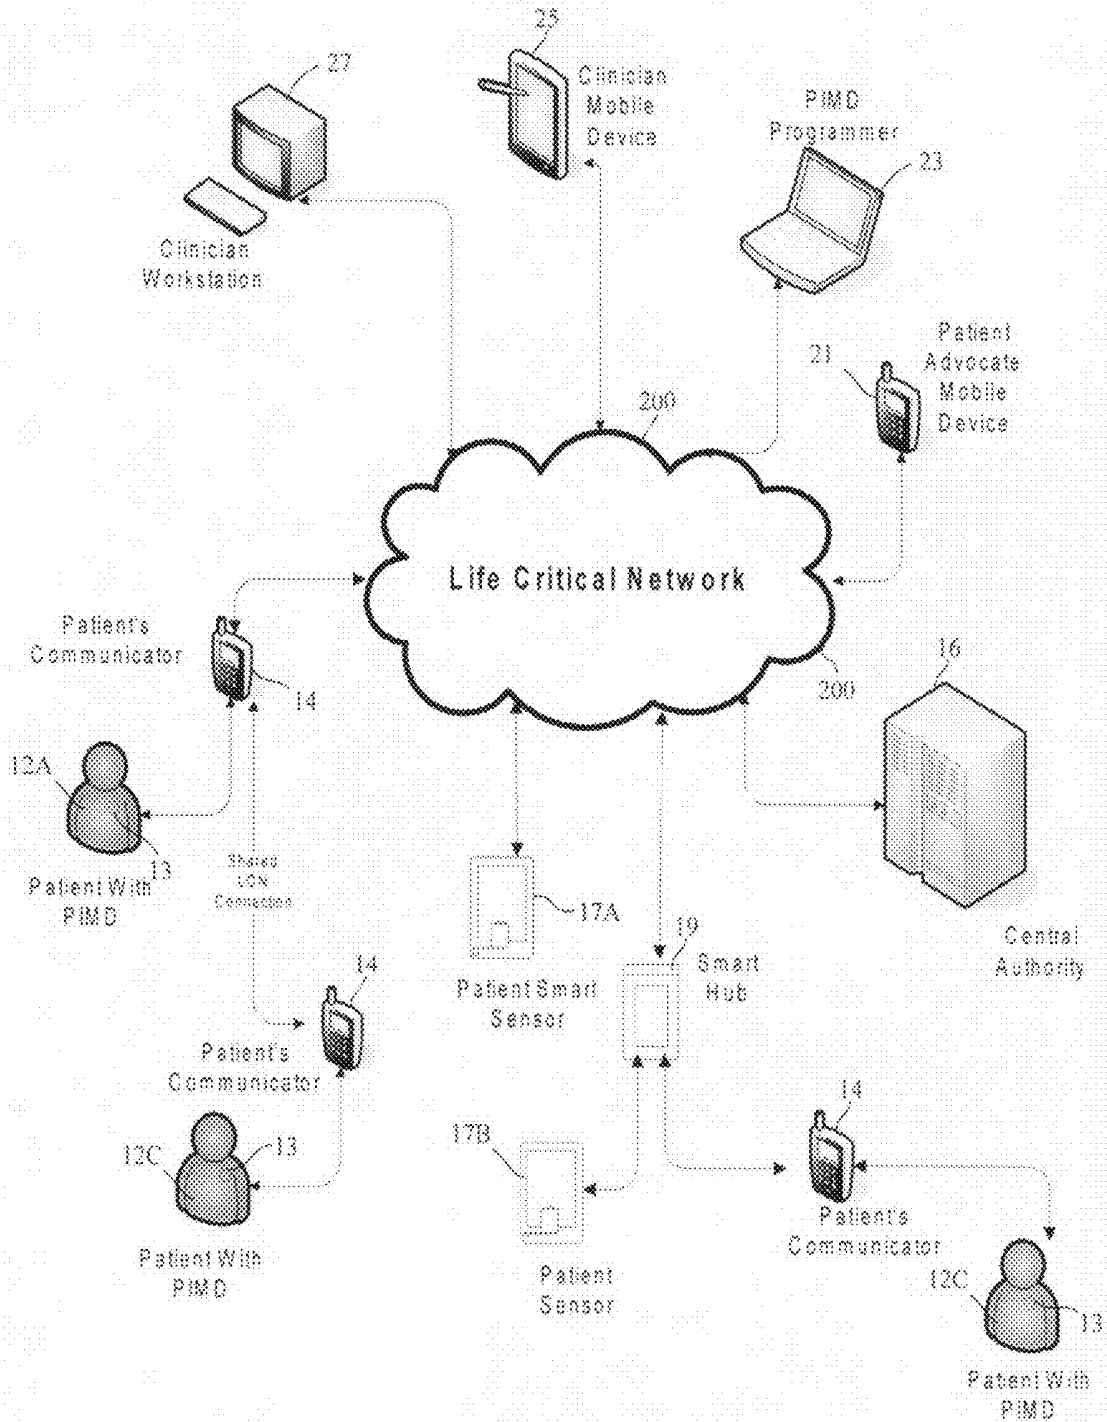 25
27
Clinician
Mobile
Device
PIMD
Programmer
23
Clinician
Workstation
Patient
Advocate
Mobile
Device
21
200
Life Critical Network
Patient's
Communicator
14
200
16
12A
13
Patient With
PIMD
Shared
LCN
Connection
17A
19
Smart
Hub
Patient Smart
Sensor
Central
Authority
14
Patient's
Communicator
12C
13
Patient With
PIMD
17B
Patient
Sensor
14
Patient's
Communicator
12C
13
Patient With
PIMD